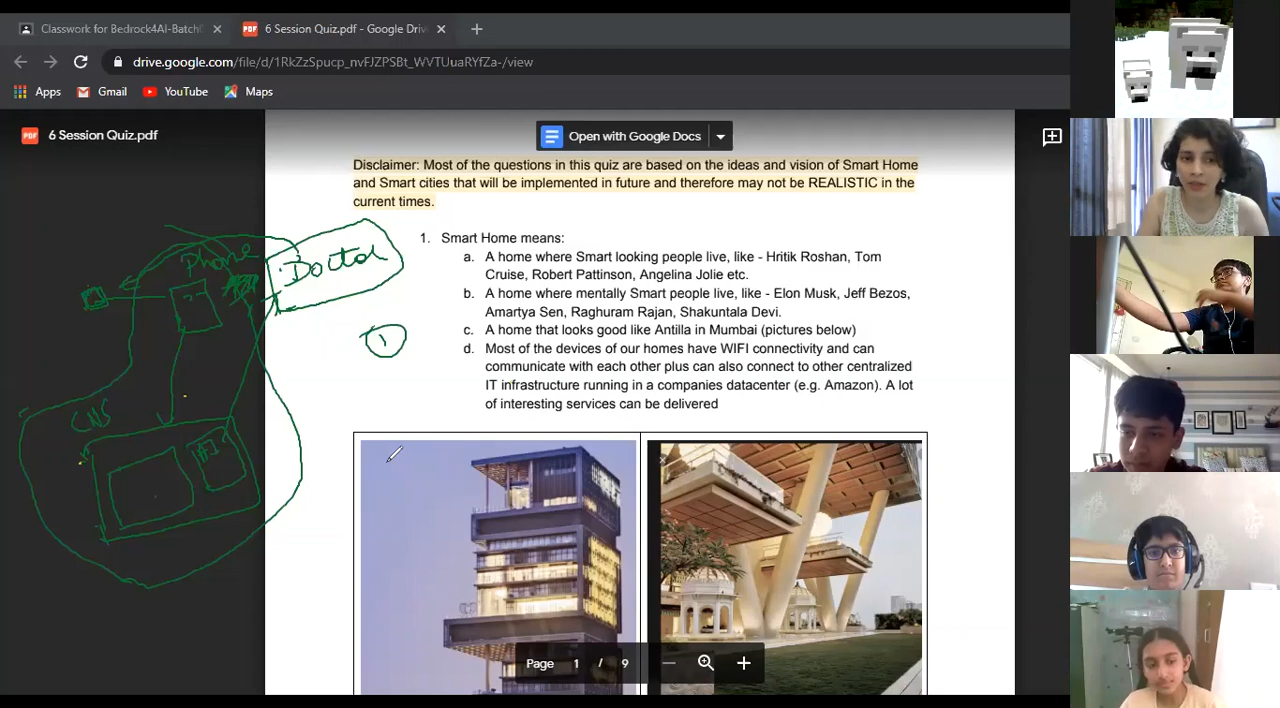 Classwork for Bedrock4AI-Batch
6 Session Quiz.pdf - Google Driv
drive.google.com/file/d/1RkZzSpucp_nvFJZPSBt_WVTUuaRYfZa-/view
Apps Gmail YouTube Maps
PDF 6 Session Quiz.pdf
Open with Google Docs
Disclaimer: Most of the questions in this quiz are based on the ideas and vision of Smart Home
and Smart cities that will be implemented in future and therefore may not be REALISTIC in the
current times.
1. Smart Home means:
a. A home where Smart looking people live, like - Hritik Roshan, Tom
Cruise, Robert Pattinson, Angelina Jolie etc.
b. A home where mentally Smart people live, like - Elon Musk, Jeff Bezos,
Amartya Sen, Raghuram Rajan, Shakuntala Devi.
c. A home that looks good like Antilla in Mumbai (pictures below)
d. Most of the devices of our homes have WIFI connectivity and can
communicate with each other plus can also connect to other centralized
IT infrastructure running in a companies datacenter (e.g. Amazon). A lot
of interesting services can be delivered
Phone
Doctor
1
CNS
AI
Page 1 / 9